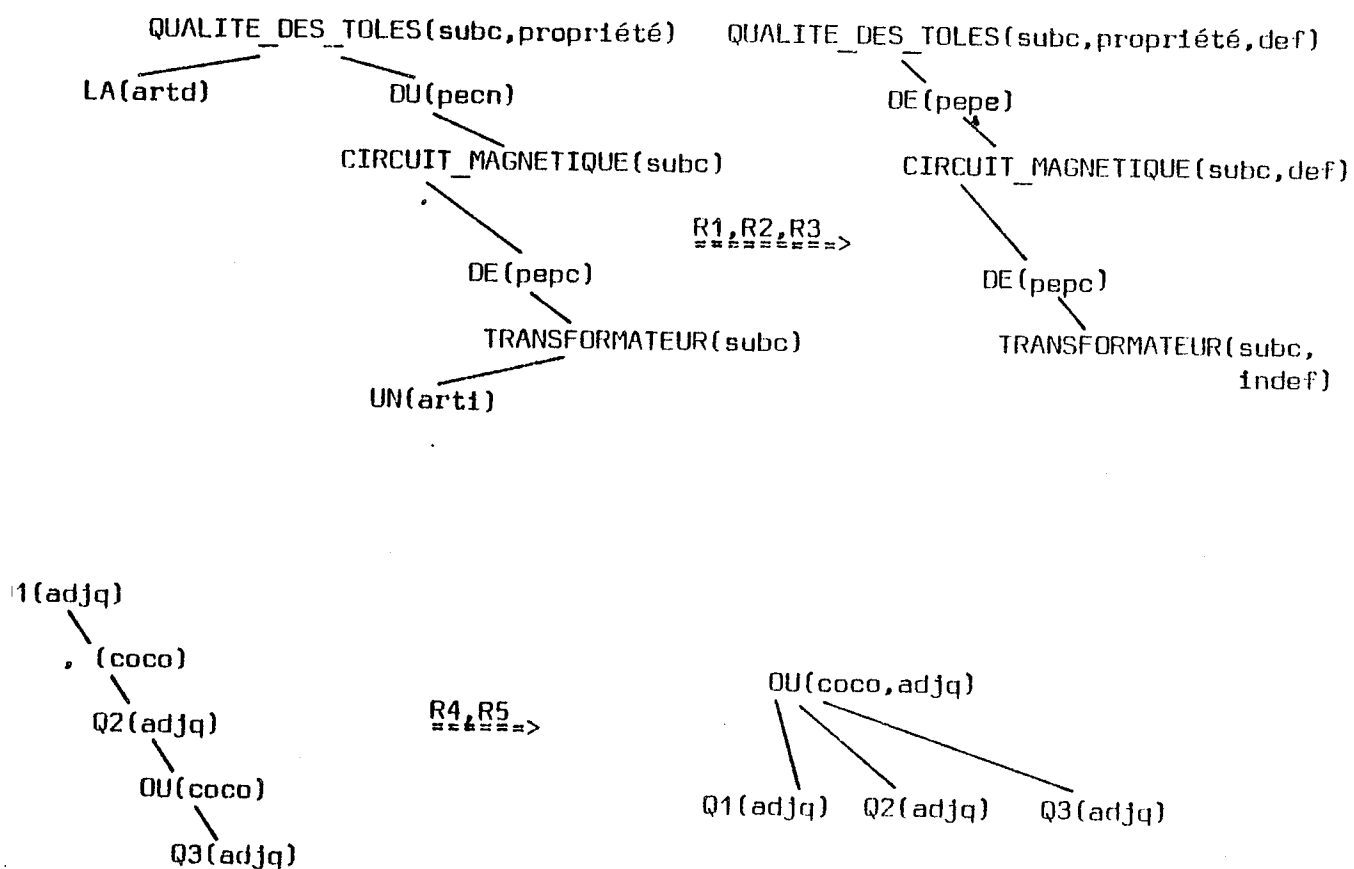 QUALITE_DES_TOLES(subc,propriété) QUALITE_DES_TOLES(subc,propriété,def)
LA(artd) DU(pecn) DE(pepe)
CIRCUIT_MAGNETIQUE(subc) CIRCUIT_MAGNETIQUE(subc,def)
R1,R2,R3
=======>
DE(pepc) DE(pepc)
TRANSFORMATEUR(subc) TRANSFORMATEUR(subc,
indef)
UN(arti)
1(adjq)
, (coco)
OU(coco,adjq)
Q2(adjq) R4,R5
=====>
OU(coco)
Q1(adjq) Q2(adjq) Q3(adjq)
Q3(adjq)